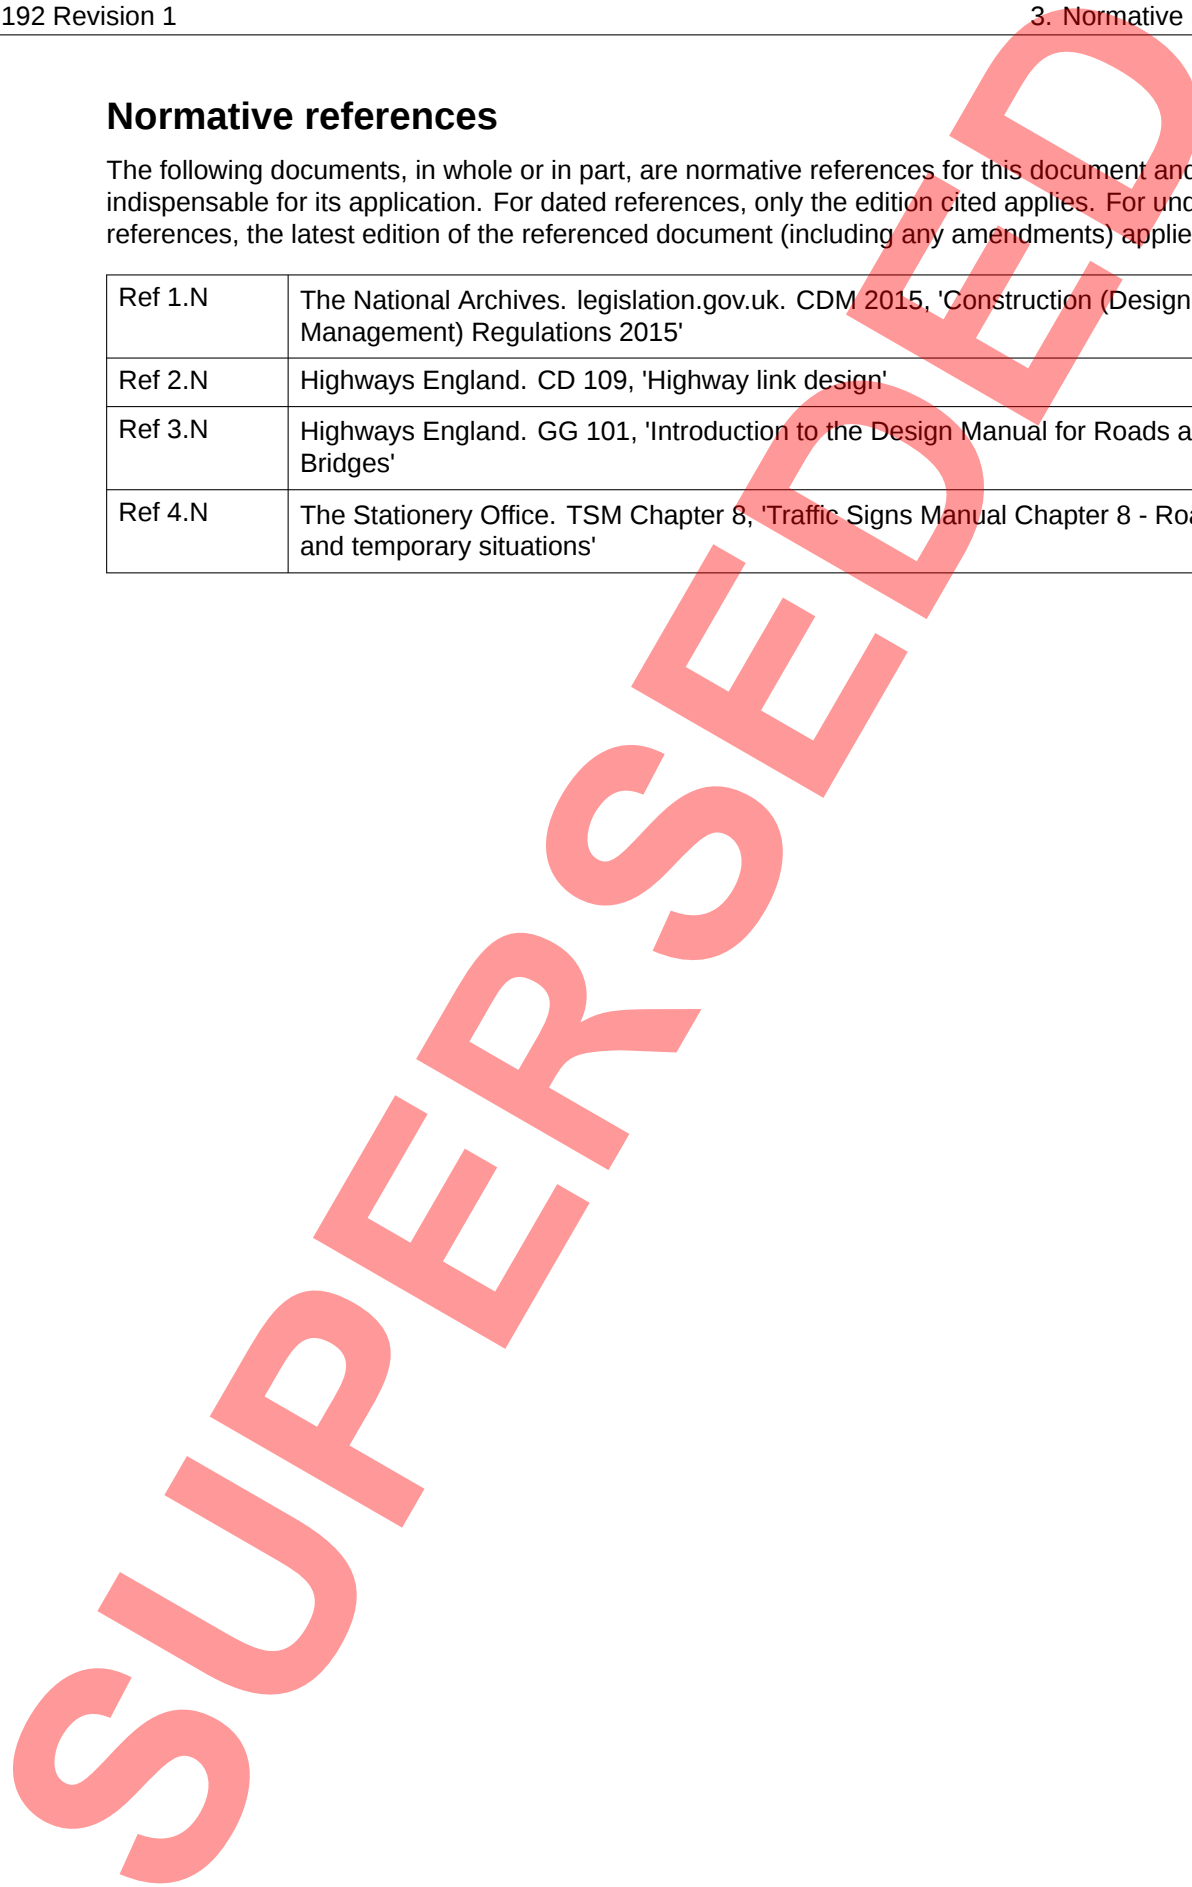 192 Revision 1 3. Normative
Normative references
The following documents, in whole or in part, are normative references for this document and
indispensable for its application. For dated references, only the edition cited applies. For und
references, the latest edition of the referenced document (including any amendments) applie
Ref 1.N The National Archives. legislation.gov.uk. CDM 2015, 'Construction (Design
Management) Regulations 2015'
Ref 2.N Highways England. CD 109, 'Highway link design'
Ref 3.N Highways England. GG 101, 'Introduction to the Design Manual for Roads a
Bridges'
Ref 4.N The Stationery Office. TSM Chapter 8, 'Traffic Signs Manual Chapter 8 - Roa
and temporary situations'
SUPERSEDED